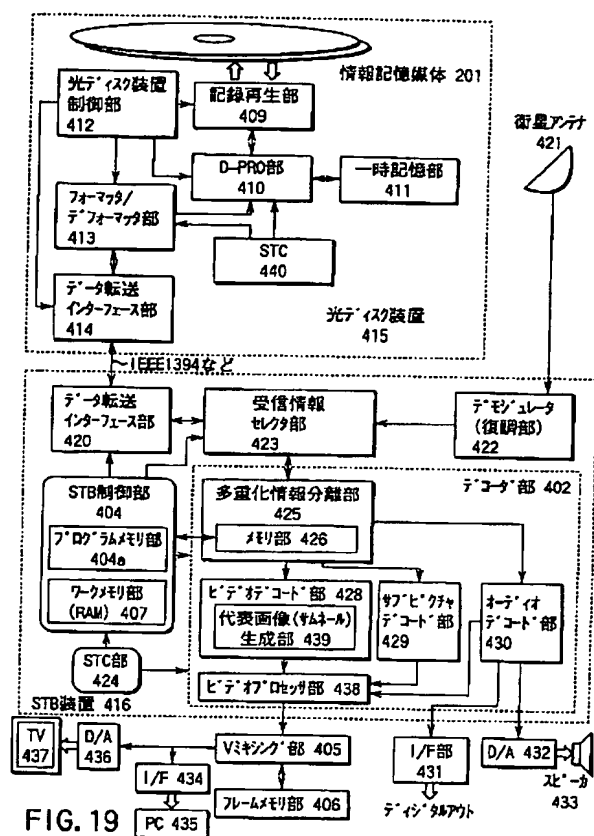 情報記憶媒体 201
光ディスク装置
制御部
412
記録再生部
409
衛星アンテナ
421
D-PRO部
410
一時記憶部
411
フォーマッタ/
デフォーマッタ部
413
STC
440
データ転送
インターフェース部
414
光ディスク装置
415
IEEE1394など
データ転送
インターフェース部
420
受信情報
セレクタ部
423
デモジュレータ
(復調部)
422
STB制御部
404
プログラムメモリ部
404a
ワークメモリ部
(RAM) 407
多重化情報分離部
425
メモリ部 426
デコーダ部 402
ビデオデコード部 428
代表画像(サムネール)
生成部 439
サブピクチャ
デコード部
429
オーディオ
デコード部
430
STC部
424
ビデオプロセッサ部 438
STB装置 416
TV
437
D/A
436
Vミキシング部 405
I/F部
431
D/A 432
スピーカ
433
I/F 434
フレームメモリ部 406
ディジタルアウト
PC 435
FIG. 19